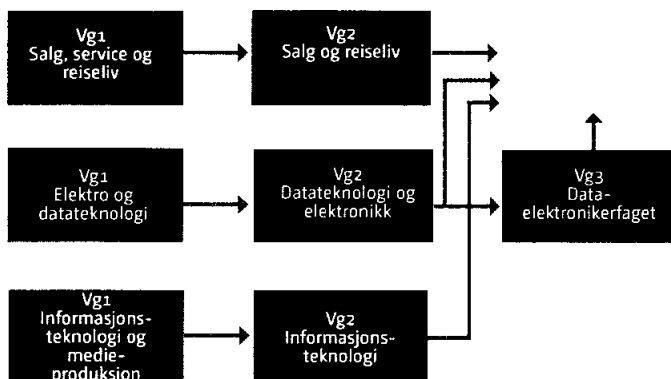 Vg1
Salg, service og
reiseliv
Vg2
Salg og reiseliv
Vg1
Elektro og
datateknologi
Vg2
Datateknologi og
elektronikk
Vg3
Data-
elektronikerfaget
Vg1
Informasjons-
teknologi og
medie-
produksjon
Vg2
Informasjons-
teknologi